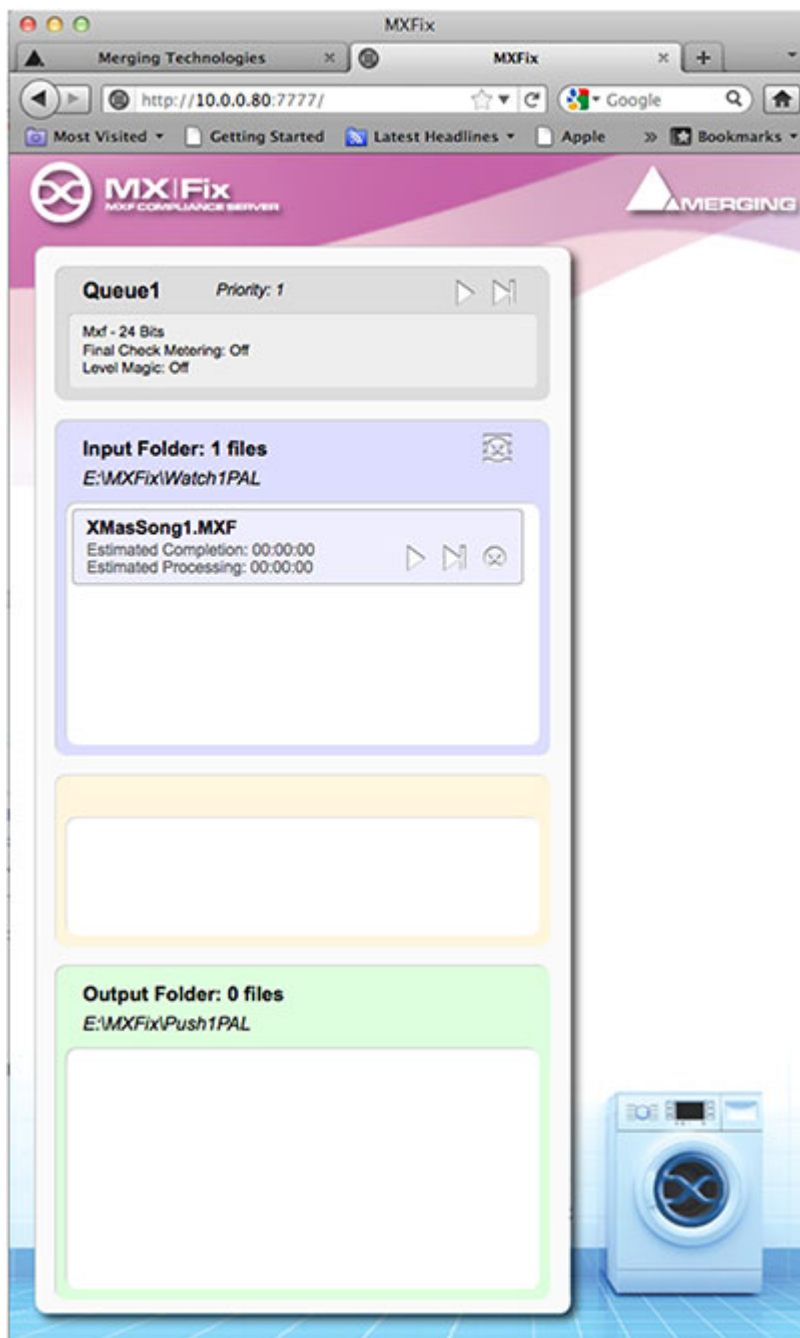 MXFix
Merging Technologies
MXFix
http://10.0.0.80:7777/
Google
Most Visited
Getting Started
Latest Headlines
Apple
Bookmarks
MX|Fix
MXF COMPLIANCE SERVER
MERGING
Queue1
Priority: 1
Mxf - 24 Bits
Final Check Metering: Off
Level Magic: Off
Input Folder: 1 files
E:\MXFix\Watch1PAL
XMasSong1.MXF
Estimated Completion: 00:00:00
Estimated Processing: 00:00:00
Output Folder: 0 files
E:\MXFix\Push1PAL